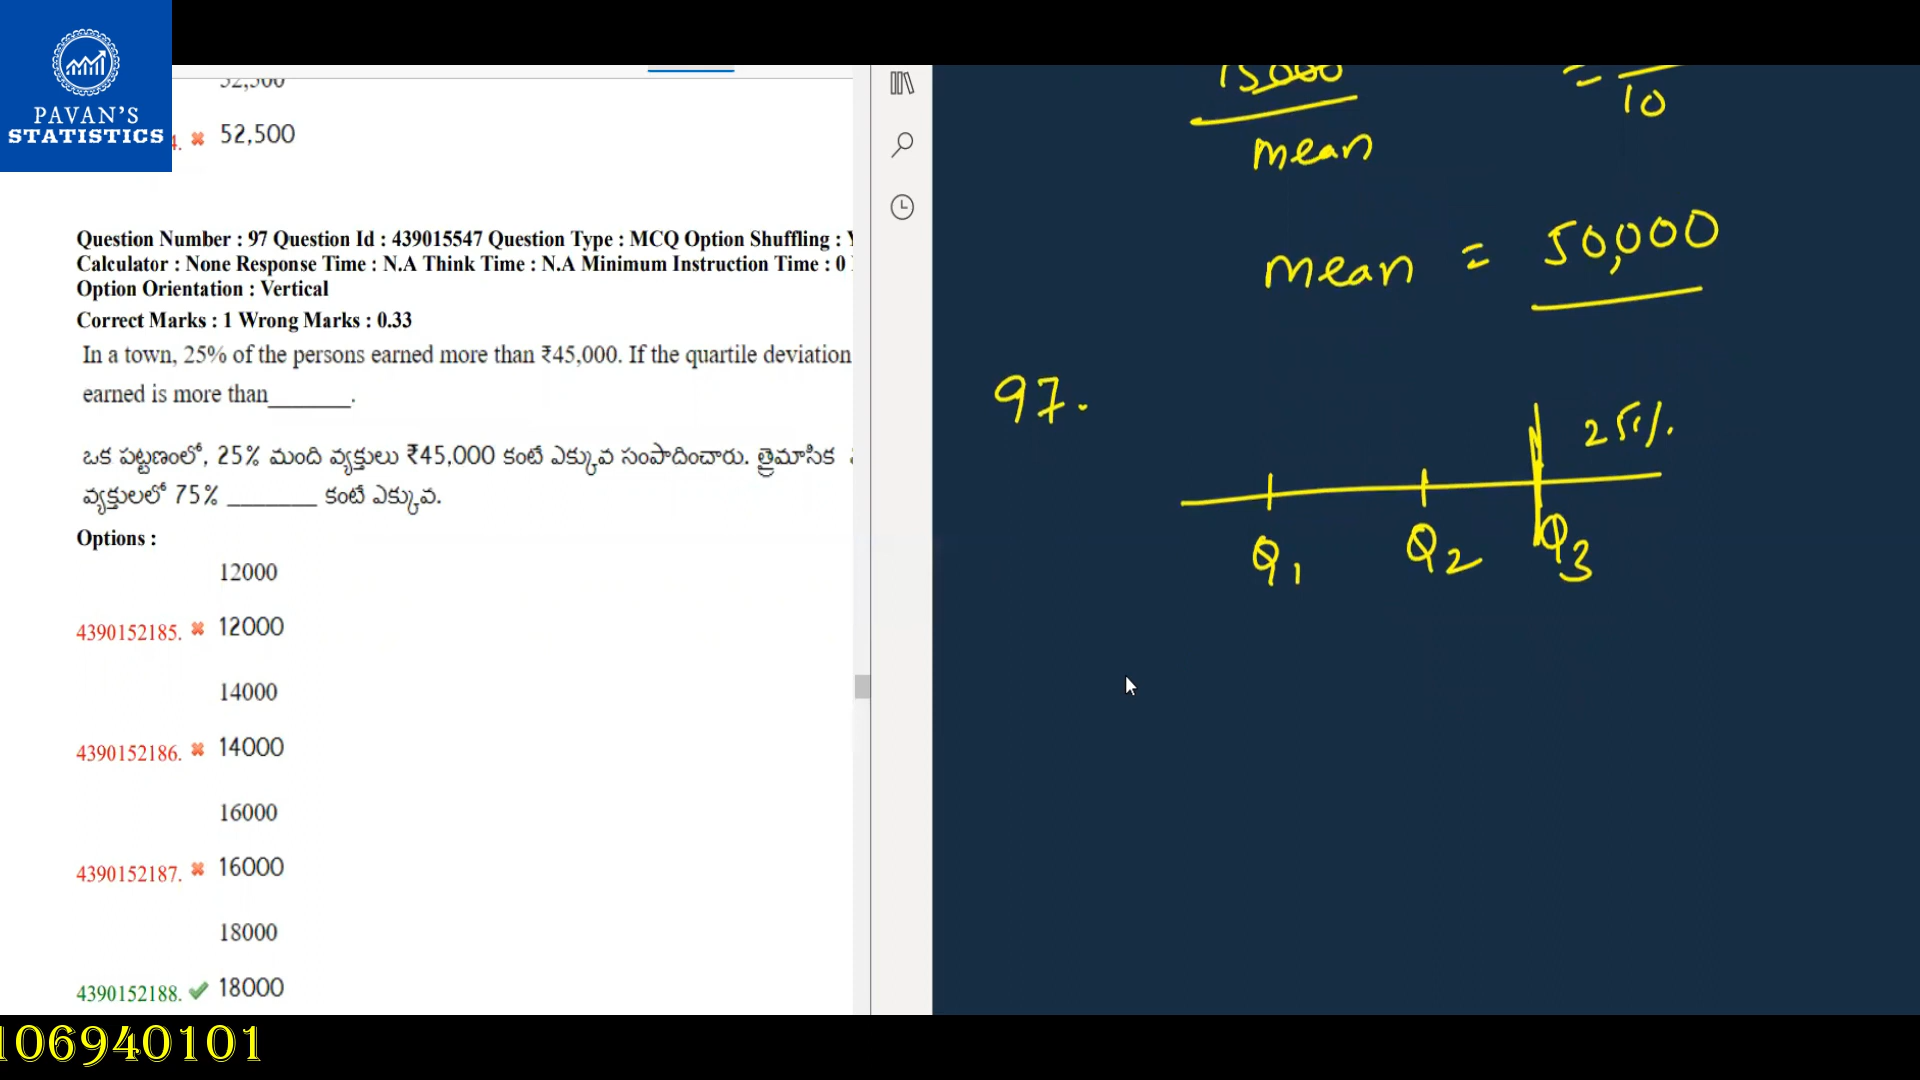 PAVAN'S
STATISTICS
52,500
4. 52,500
Question Number : 97 Question Id : 439015547 Question Type : MCQ Option Shuffling :
Calculator : None Response Time : N.A Think Time : N.A Minimum Instruction Time : 0
Option Orientation : Vertical
Correct Marks : 1 Wrong Marks : 0.33
In a town, 25% of the persons earned more than ₹45,000. If the quartile deviation
earned is more than_______.
ఒక పట్టణంలో, 25% మంది వ్యక్తులు ₹45,000 కంటే ఎక్కువ సంపాదించారు. త్రైమాసిక
వ్యక్తులలో 75% _______ కంటే ఎక్కువ.
Options :
12000
4390152185. 12000
14000
4390152186. 14000
16000
4390152187. 16000
18000
4390152188. 18000
15000
mean
= 10
mean = 50,000
97.
25%.
Q1 Q2 Q3
106940101